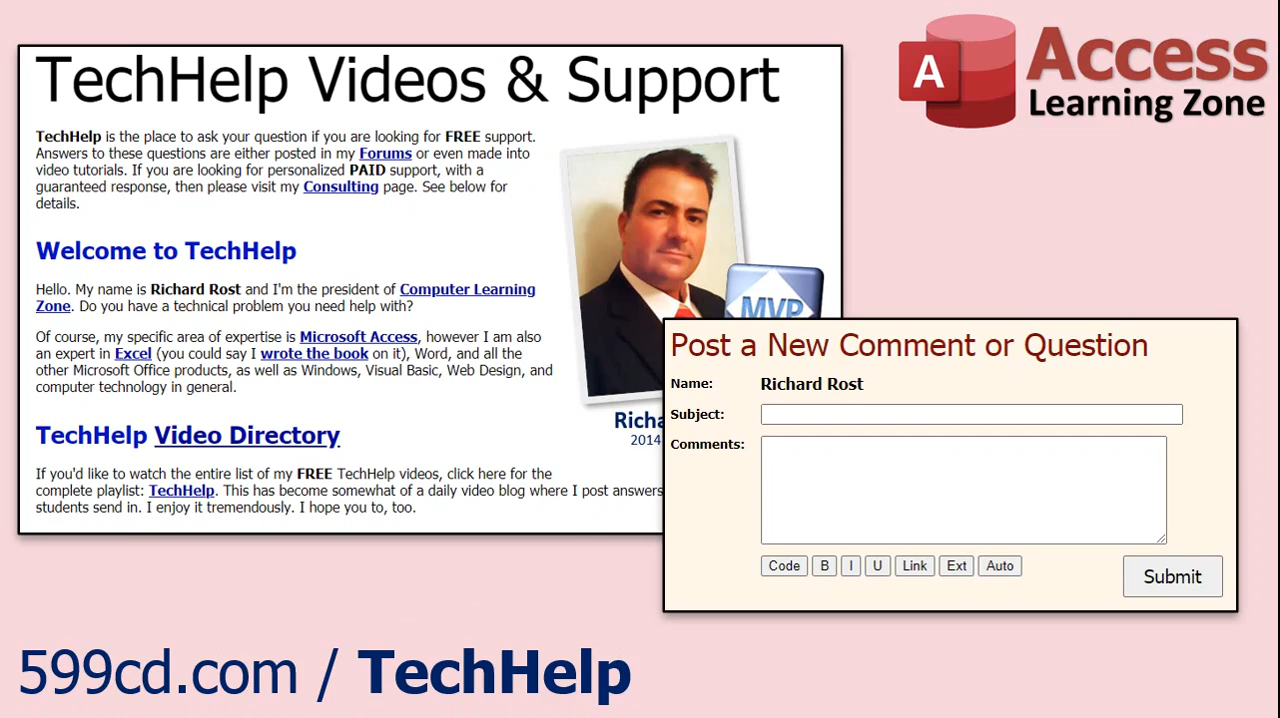 TechHelp Videos & Support
TechHelp is the place to ask your question if you are looking for FREE support.
Answers to these questions are either posted in my Forums or even made into
video tutorials. If you are looking for personalized PAID support, with a
guaranteed response, then please visit my Consulting page. See below for
details.
Welcome to TechHelp
Hello. My name is Richard Rost and I'm the president of Computer Learning
Zone. Do you have a technical problem you need help with?
Of course, my specific area of expertise is Microsoft Access, however I am also
an expert in Excel (you could say I wrote the book on it), Word, and all the
other Microsoft Office products, as well as Windows, Visual Basic, Web Design, and
computer technology in general.
TechHelp Video Directory
If you'd like to watch the entire list of my FREE TechHelp videos, click here for the
complete playlist: TechHelp. This has become somewhat of a daily video blog where I post answers
students send in. I enjoy it tremendously. I hope you to, too.
MVP
Richa
2014
A
Access
Learning Zone
Post a New Comment or Question
Name: Richard Rost
Subject:
Comments:
Code B I U Link Ext Auto
Submit
599cd.com / TechHelp